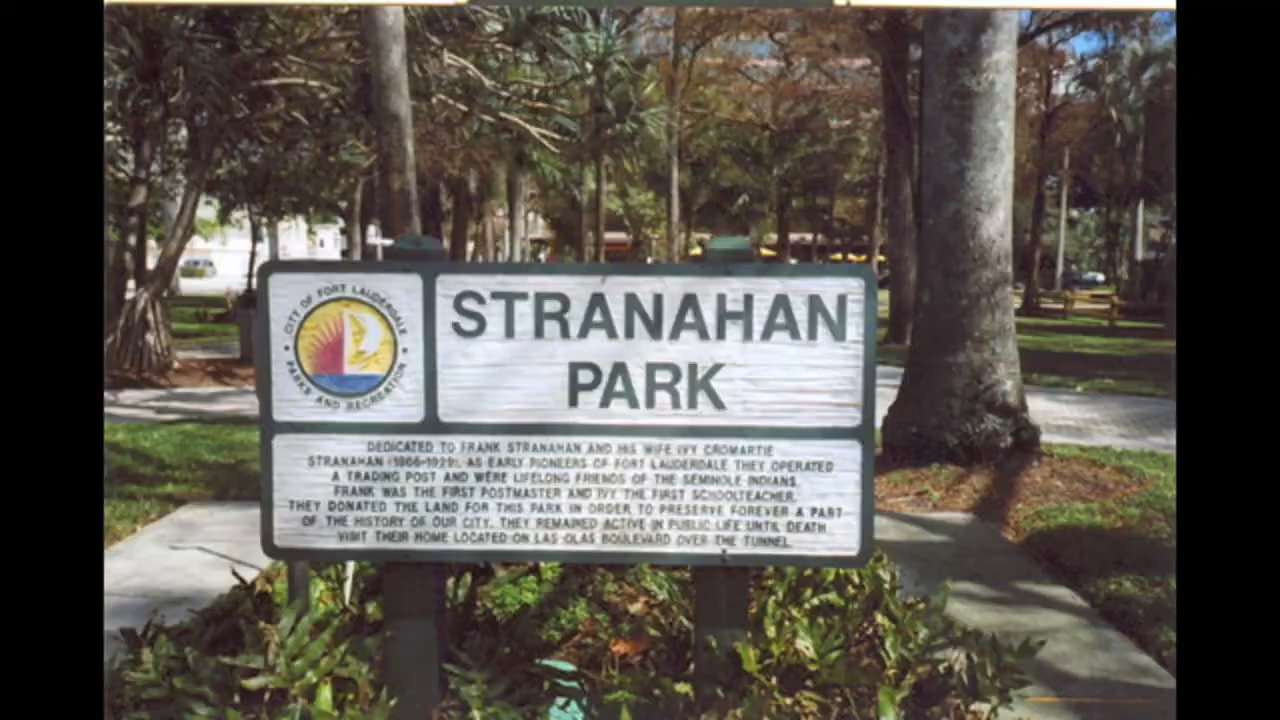 CITY OF FORT LAUDERDALE
PARKS AND RECREATION
STRANAHAN
PARK
DEDICATED TO FRANK STRANAHAN AND HIS WIFE IVY CROMARTIE
STRANAHAN (1866-1929). AS EARLY PIONEERS OF FORT LAUDERDALE THEY OPERATED
A TRADING POST AND WERE LIFELONG FRIENDS OF THE SEMINOLE INDIANS.
FRANK WAS THE FIRST POSTMASTER AND IVY THE FIRST SCHOOLTEACHER.
THEY DONATED THE LAND FOR THIS PARK IN ORDER TO PRESERVE FOREVER A PART
OF THE HISTORY OF OUR CITY. THEY REMAINED ACTIVE IN PUBLIC LIFE UNTIL DEATH.
VISIT THEIR HOME LOCATED ON LAS OLAS BOULEVARD OVER THE TUNNEL.